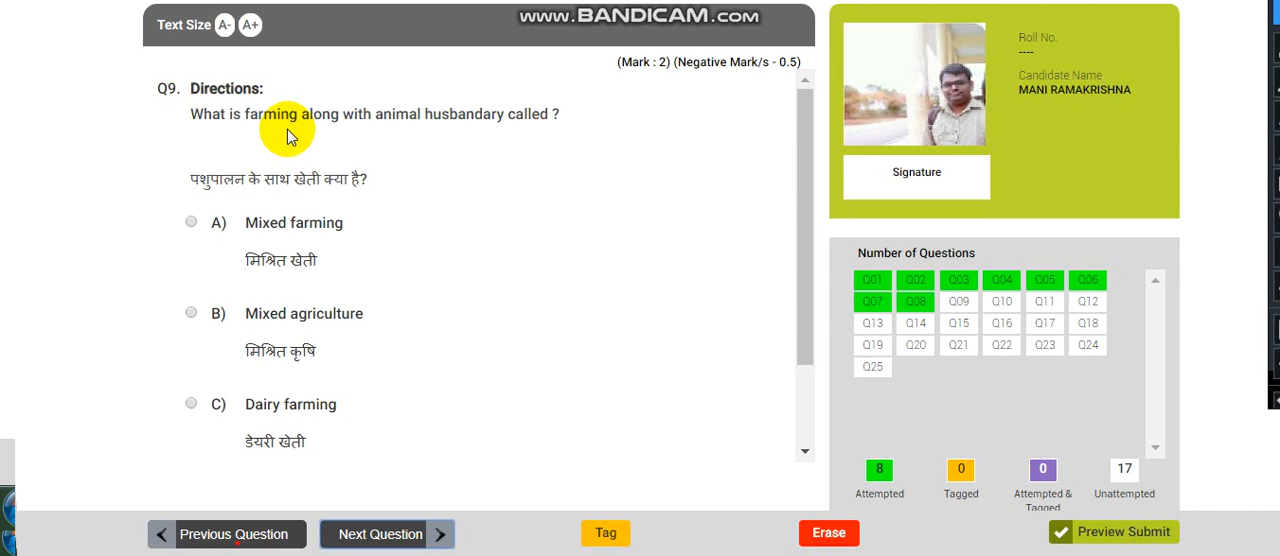 www.BANDICAM.com
Text Size A- A+
(Mark : 2) (Negative Mark/s - 0.5)
Q9. Directions:
What is farming along with animal husbandary called ?
पशुपालन के साथ खेती क्या है?
A) Mixed farming
मिश्रित खेती
B) Mixed agriculture
मिश्रित कृषि
C) Dairy farming
डेयरी खेती
Previous Question
Next Question
Tag
Erase
Preview Submit
Roll No.
----
Candidate Name
MANI RAMAKRISHNA
Signature
Number of Questions
Q01 Q02 Q03 Q04 Q05 Q06
Q07 Q08 Q09 Q10 Q11 Q12
Q13 Q14 Q15 Q16 Q17 Q18
Q19 Q20 Q21 Q22 Q23 Q24
Q25
8 0 0 17
Attempted Tagged Attempted & Unattempted
Tagged